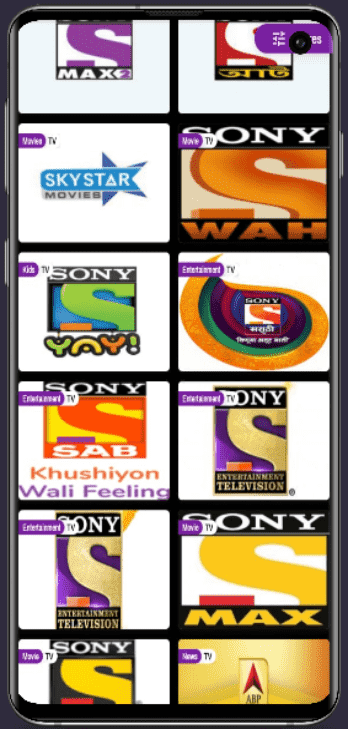 MAX2
আট
Movies TV
SKYSTAR
MOVIES
Movie TV
SONY
WAH
Kids TV
SONY
YAY!
Entertainment TV
SONY
मराठी
विणूया अतूट नाती
Entertainment TV
SONY
SAB
Khushiyon
Wali Feeling
Entertainment TV
SONY
ENTERTAINMENT
TELEVISION
Entertainment TV
SONY
ENTERTAINMENT
TELEVISION
Movie TV
SONY
MAX
Movie TV
SONY
News TV
ABP